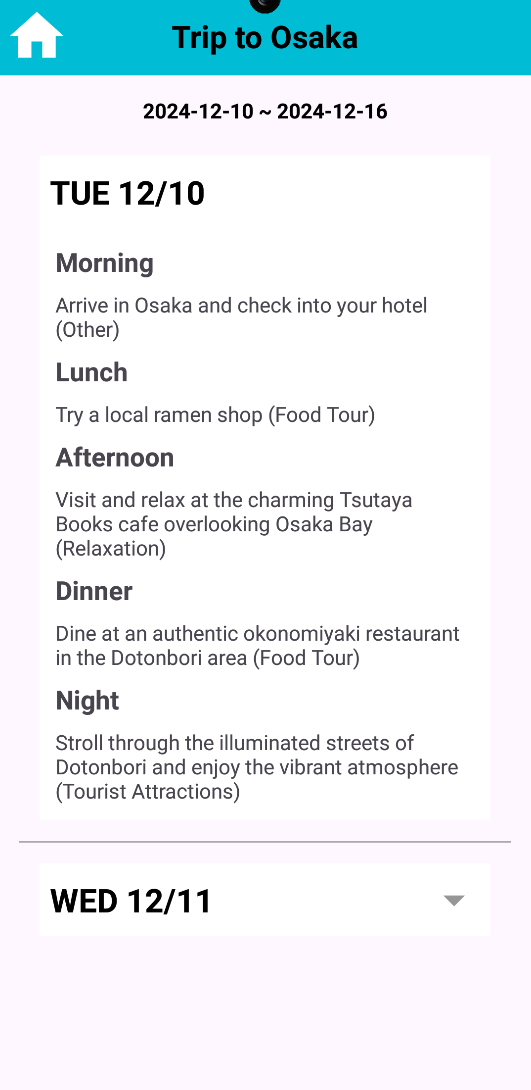 Trip to Osaka
2024-12-10 ~ 2024-12-16
TUE 12/10
Morning
Arrive in Osaka and check into your hotel
(Other)
Lunch
Try a local ramen shop (Food Tour)
Afternoon
Visit and relax at the charming Tsutaya
Books cafe overlooking Osaka Bay
(Relaxation)
Dinner
Dine at an authentic okonomiyaki restaurant
in the Dotonbori area (Food Tour)
Night
Stroll through the illuminated streets of
Dotonbori and enjoy the vibrant atmosphere
(Tourist Attractions)
WED 12/11